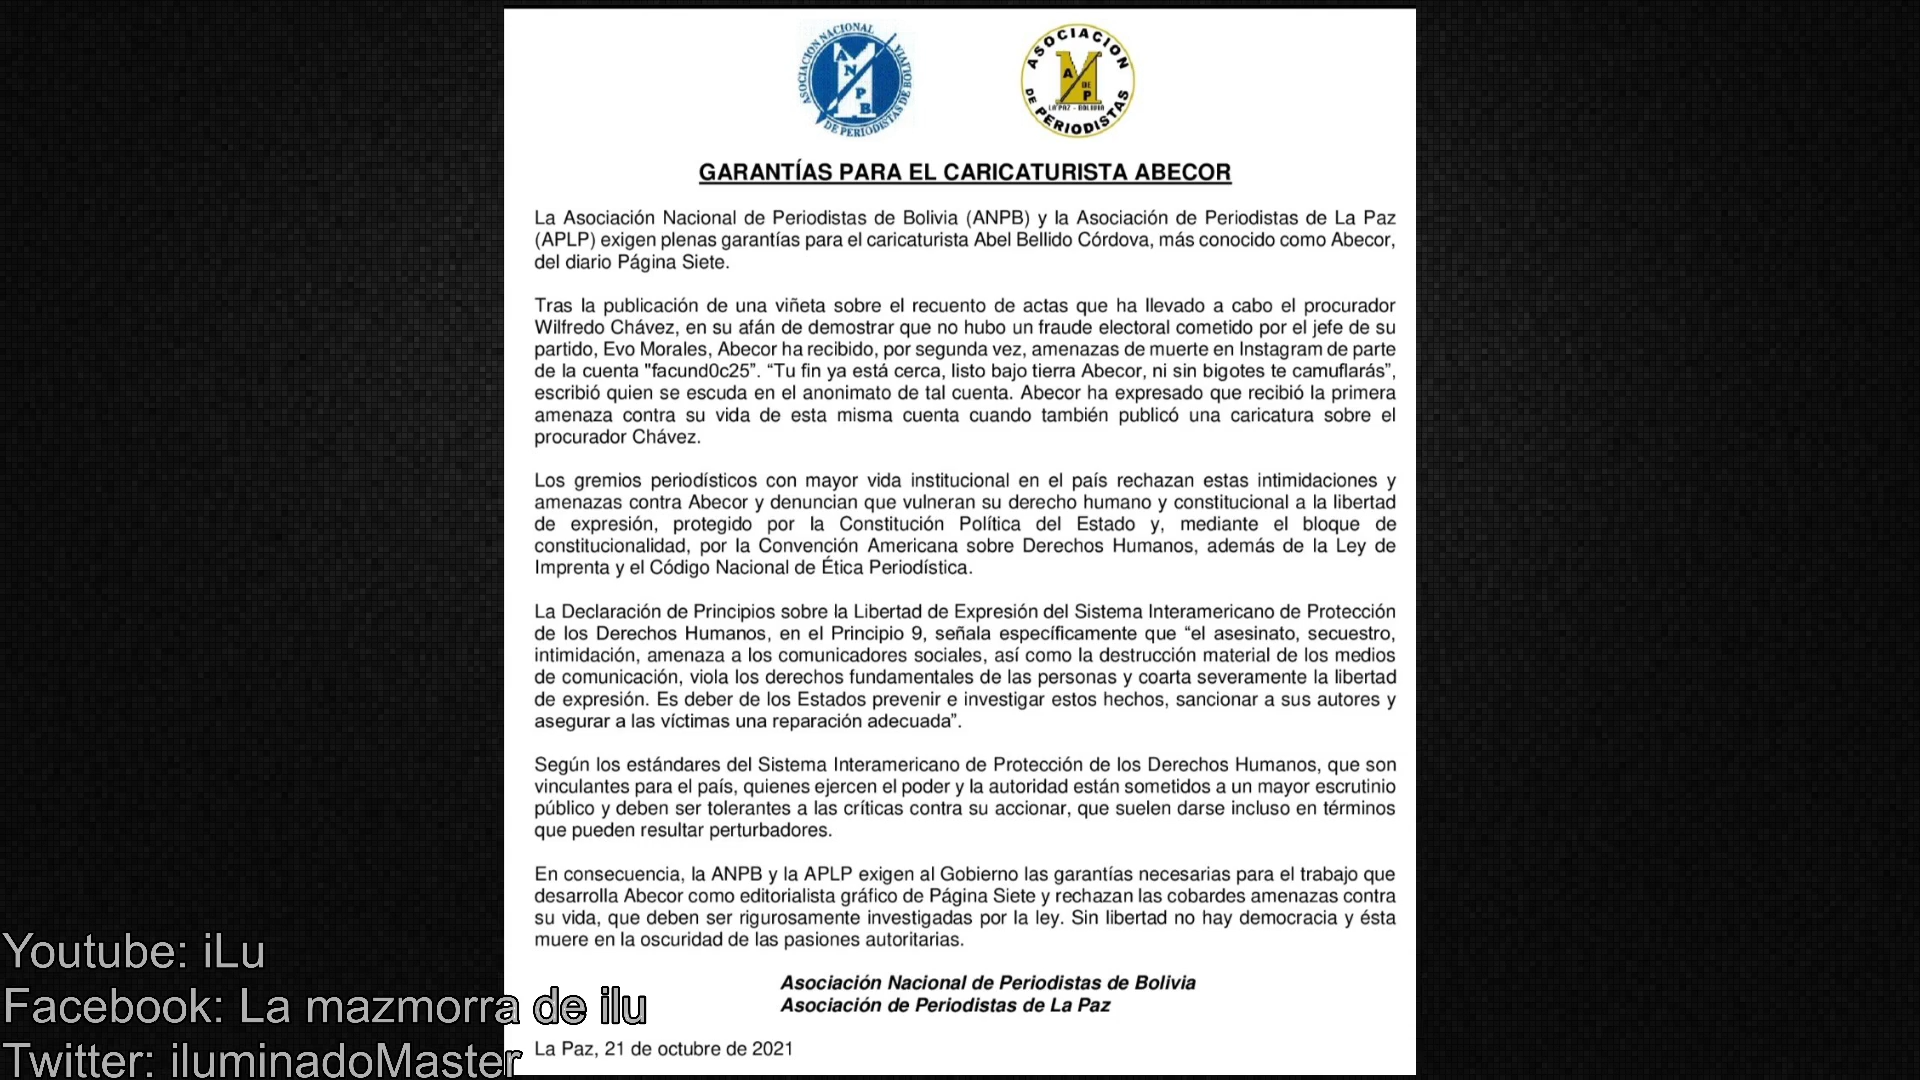 ASOCIACION NACIONAL
DE PERIODISTAS DE BOLIVIA
A
N
P
B
ASOCIACION
DE PERIODISTAS
A
DE
P
LA PAZ - BOLIVIA
GARANTÍAS PARA EL CARICATURISTA ABECOR
La Asociación Nacional de Periodistas de Bolivia (ANPB) y la Asociación de Periodistas de La Paz
(APLP) exigen plenas garantías para el caricaturista Abel Bellido Córdova, más conocido como Abecor,
del diario Página Siete.
Tras la publicación de una viñeta sobre el recuento de actas que ha llevado a cabo el procurador
Wilfredo Chávez, en su afán de demostrar que no hubo un fraude electoral cometido por el jefe de su
partido, Evo Morales, Abecor ha recibido, por segunda vez, amenazas de muerte en Instagram de parte
de la cuenta "facund0c25”. “Tu fin ya está cerca, listo bajo tierra Abecor, ni sin bigotes te camuflarás”,
escribió quien se escuda en el anonimato de tal cuenta. Abecor ha expresado que recibió la primera
amenaza contra su vida de esta misma cuenta cuando también publicó una caricatura sobre el
procurador Chávez.
Los gremios periodísticos con mayor vida institucional en el país rechazan estas intimidaciones y
amenazas contra Abecor y denuncian que vulneran su derecho humano y constitucional a la libertad
de expresión, protegido por la Constitución Política del Estado y, mediante el bloque de
constitucionalidad, por la Convención Americana sobre Derechos Humanos, además de la Ley de
Imprenta y el Código Nacional de Ética Periodística.
La Declaración de Principios sobre la Libertad de Expresión del Sistema Interamericano de Protección
de los Derechos Humanos, en el Principio 9, señala específicamente que “el asesinato, secuestro,
intimidación, amenaza a los comunicadores sociales, así como la destrucción material de los medios
de comunicación, viola los derechos fundamentales de las personas y coarta severamente la libertad
de expresión. Es deber de los Estados prevenir e investigar estos hechos, sancionar a sus autores y
asegurar a las víctimas una reparación adecuada”.
Según los estándares del Sistema Interamericano de Protección de los Derechos Humanos, que son
vinculantes para el país, quienes ejercen el poder y la autoridad están sometidos a un mayor escrutinio
público y deben ser tolerantes a las críticas contra su accionar, que suelen darse incluso en términos
que pueden resultar perturbadores.
En consecuencia, la ANPB y la APLP exigen al Gobierno las garantías necesarias para el trabajo que
desarrolla Abecor como editorialista gráfico de Página Siete y rechazan las cobardes amenazas contra
su vida, que deben ser rigurosamente investigadas por la ley. Sin libertad no hay democracia y ésta
muere en la oscuridad de las pasiones autoritarias.
Asociación Nacional de Periodistas de Bolivia
Asociación de Periodistas de La Paz
La Paz, 21 de octubre de 2021
Youtube: iLu
Facebook: La mazmorra de ilu
Twitter: iluminadoMaster